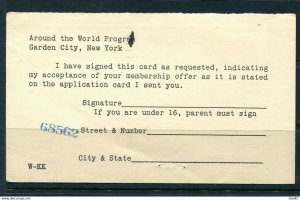 Around the World Progr
Garden City, New York
I have signed this card as requested, indicating
my acceptance of your membership offer as it is stated
on the application card I sent you.
Signature
If you are under 16, parent must sign
68562 Street & Number
City & State
W-KK